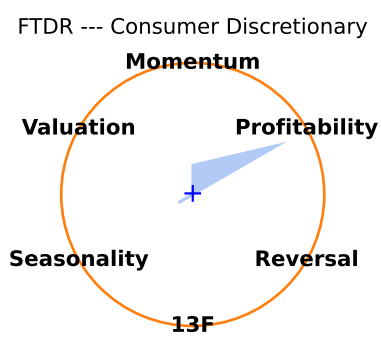 FTDR --- Consumer Discretionary
Momentum
Valuation
Profitability
Seasonality
Reversal
13F